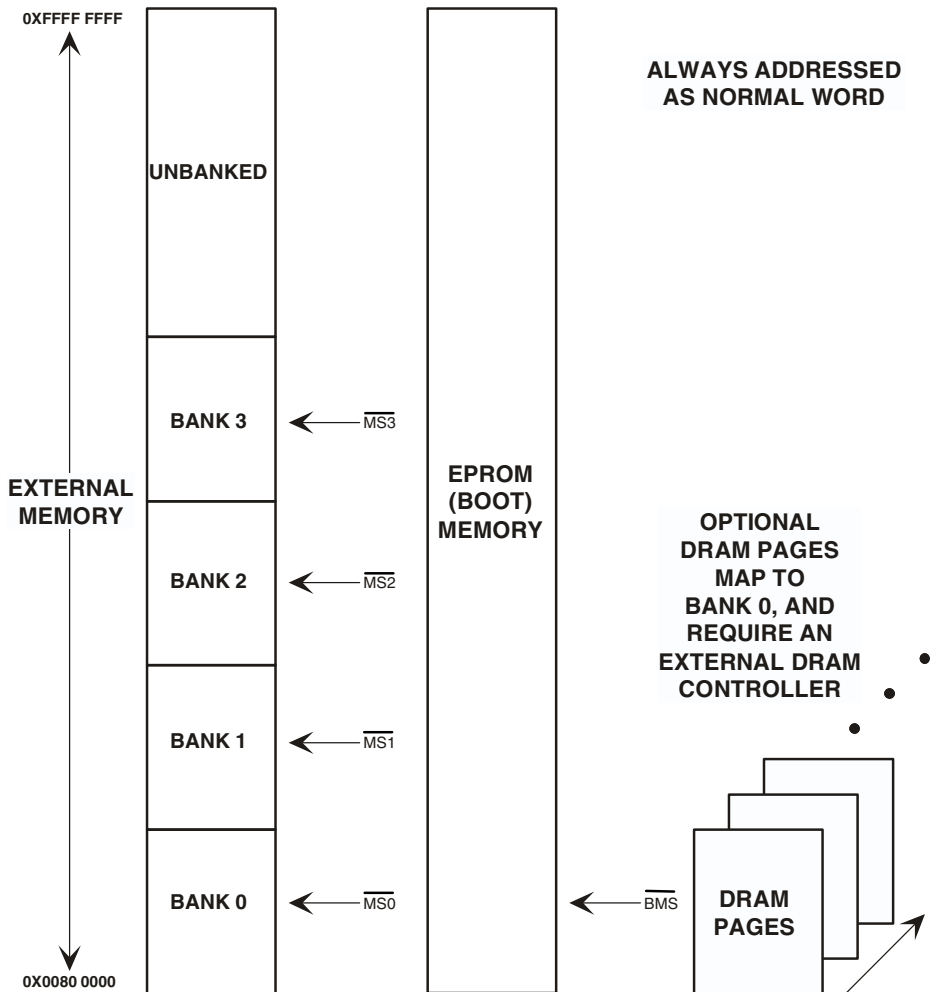 0XFFFF FFFF
ALWAYS ADDRESSED
AS NORMAL WORD
UNBANKED
BANK 3
MS3
EXTERNAL
MEMORY
EPROM
(BOOT)
MEMORY
BANK 2
MS2
OPTIONAL
DRAM PAGES
MAP TO
BANK 0, AND
REQUIRE AN
EXTERNAL DRAM
CONTROLLER
BANK 1
MS1
BANK 0
MS0
BMS
DRAM
PAGES
0X0080 0000